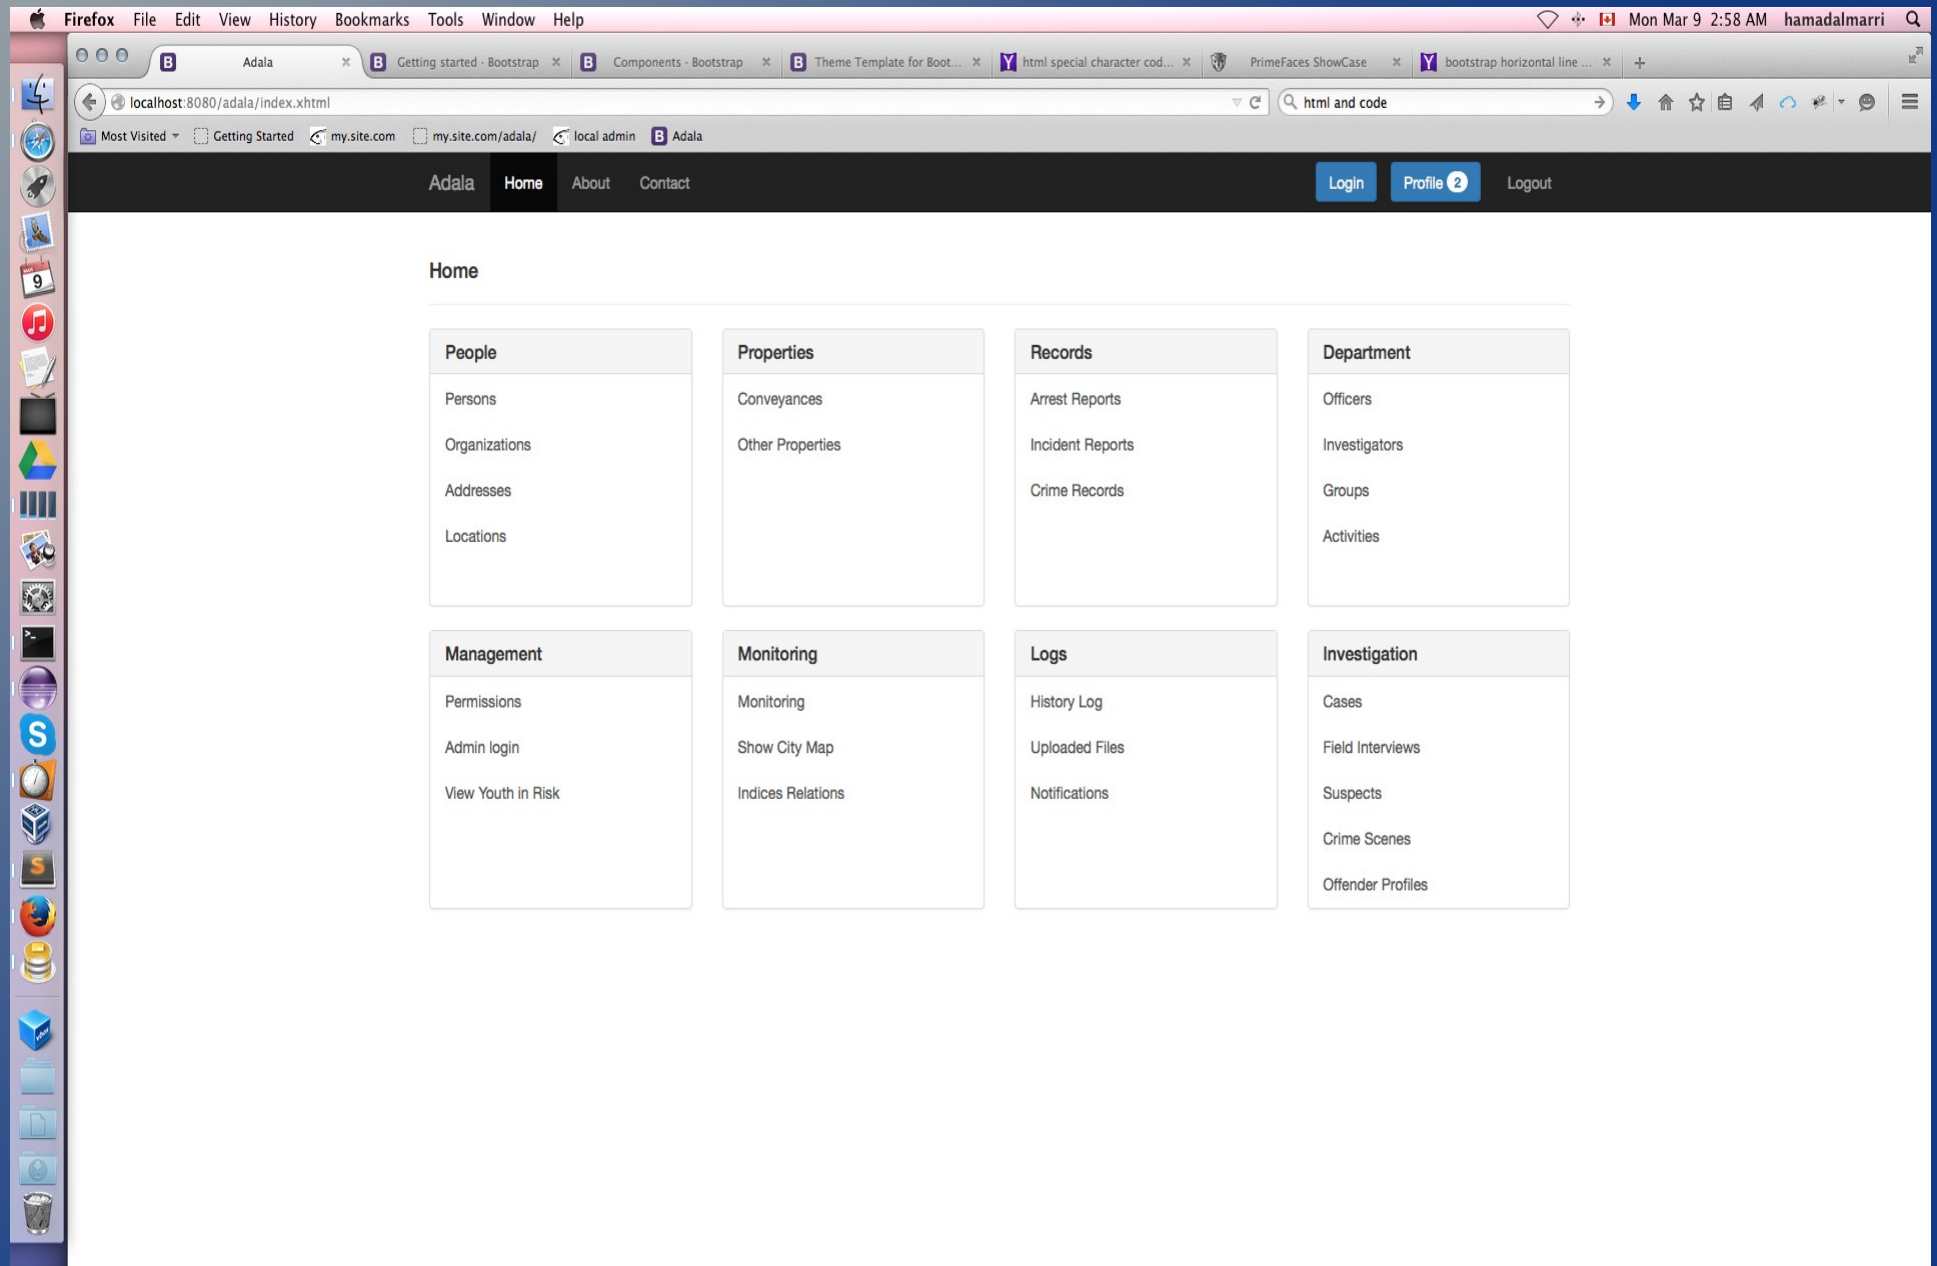 Firefox File Edit View History Bookmarks Tools Window Help Mon Mar 9 2:58 AM hamadalmarri
Adala Getting started - Bootstrap Components - Bootstrap Theme Template for Boot... html special character cod... PrimeFaces ShowCase bootstrap horizontal line ...
localhost:8080/adala/index.xhtml html and code
Most Visited Getting Started my.site.com my.site.com/adala/ local admin Adala
Adala Home About Contact Login Profile 2 Logout
Home
People
Persons
Organizations
Addresses
Locations
Properties
Conveyances
Other Properties
Records
Arrest Reports
Incident Reports
Crime Records
Department
Officers
Investigators
Groups
Activities
Management
Permissions
Admin login
View Youth in Risk
Monitoring
Monitoring
Show City Map
Indices Relations
Logs
History Log
Uploaded Files
Notifications
Investigation
Cases
Field Interviews
Suspects
Crime Scenes
Offender Profiles
9